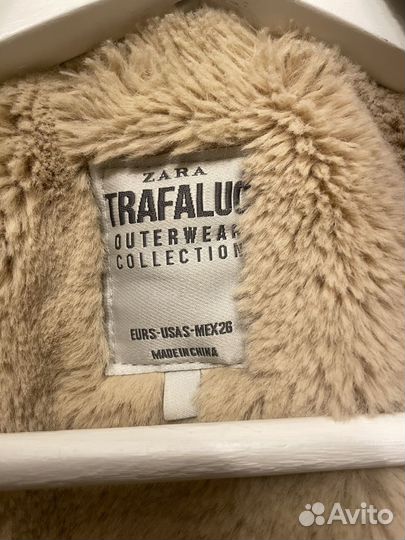 ZARA
TRAFALUC
OUTERWEAR
COLLECTION
EURS-USAS-MEX26
MADE IN CHINA
Avito